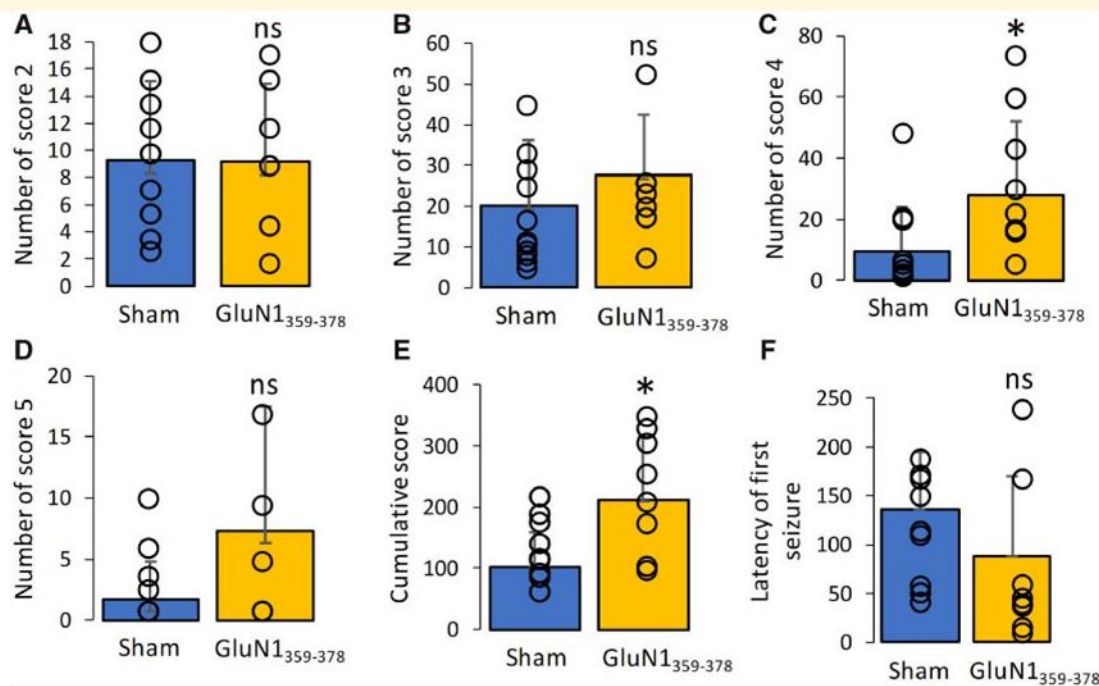 A
Number of score 2
18
16
14
12
10
8
6
4
2
0
ns
Sham
GluN1359-378
B
Number of score 3
60
50
40
30
20
10
0
ns
Sham
GluN1359-378
C
Number of score 4
80
60
40
20
0
*
Sham
GluN1359-378
D
Number of score 5
20
15
10
5
0
ns
Sham
GluN1359-378
E
Cumulative score
400
300
200
100
0
*
Sham
GluN1359-378
F
Latency of first
seizure
250
200
150
100
50
0
ns
Sham
GluN1359-378